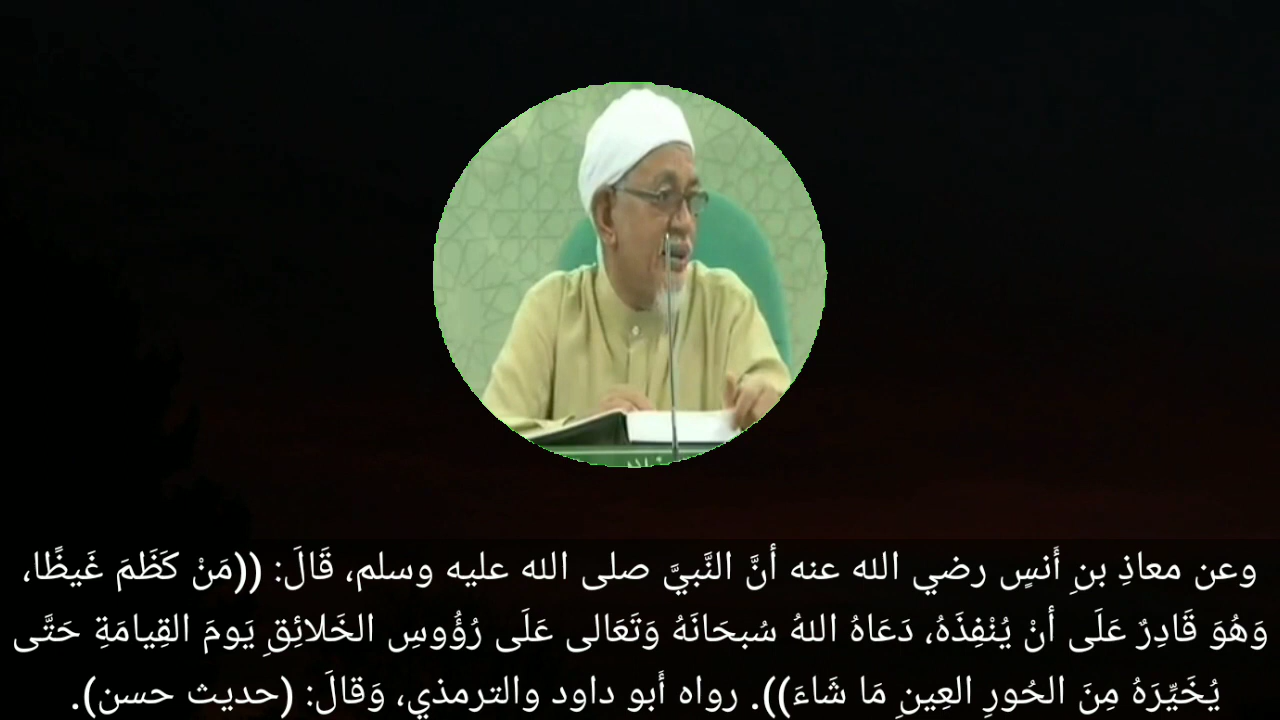 وعن معاذِ بنِ أَنسٍ رضي الله عنه أنَّ النَّبيَّ صلى الله عليه وسلم، قَالَ: ((مَنْ كَظَمَ غَيظًا،
وَهُوَ قَادِرٌ عَلَى أنْ يُنْفِذَهُ، دَعَاهُ اللهُ سُبحَانَهُ وَتَعَالى عَلَى رُؤُوسِ الخَلائِقِ يَومَ القِيامَةِ حَتَّى
يُخَيِّرَهُ مِنَ الحُورِ العِينِ مَا شَاءَ)). رواه أَبو داود والترمذي، وَقالَ: (حديث حسن).